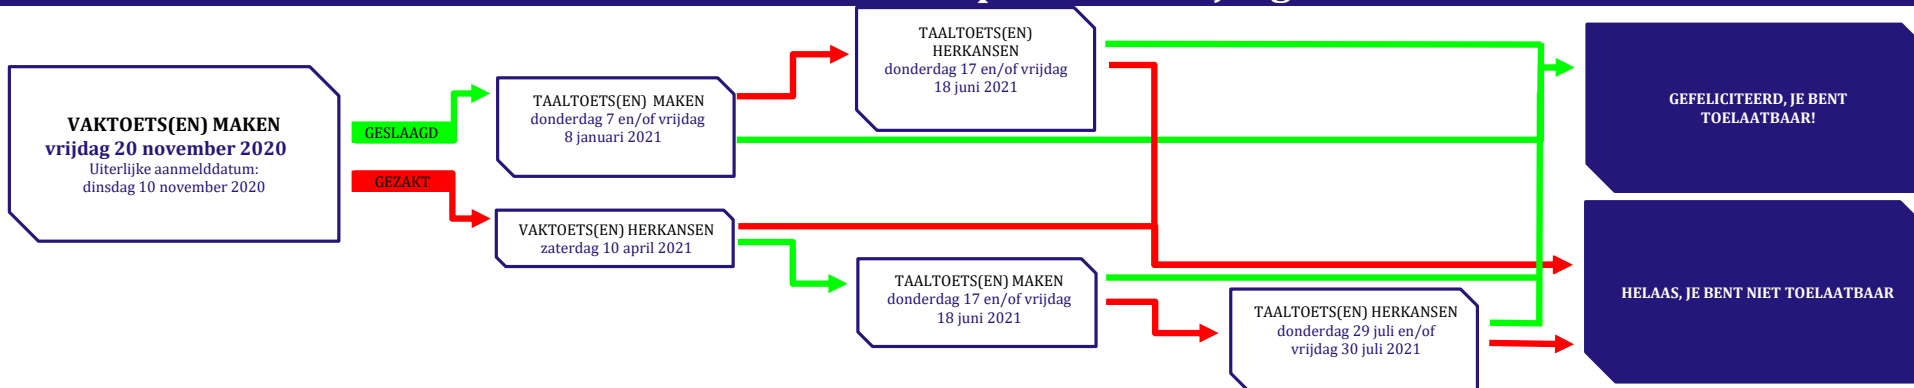 VAKTOETS(EN) MAKEN
vrijdag 20 november 2020
Uiterlijke aanmelddatum:
dinsdag 10 november 2020
GESLAAGD
GEZAKT
TAALTOETS(EN) MAKEN
donderdag 7 en/of vrijdag
8 januari 2021
VAKTOETS(EN) HERKANSEN
zaterdag 10 april 2021
TAALTOETS(EN)
HERKANSEN
donderdag 17 en/of vrijdag
18 juni 2021
TAALTOETS(EN) MAKEN
donderdag 17 en/of vrijdag
18 juni 2021
TAALTOETS(EN) HERKANSEN
donderdag 29 juli en/of
vrijdag 30 juli 2021
GEFELICITEERD, JE BENT
TOELAATBAAR!
HELAAS, JE BENT NIET TOELAATBAAR